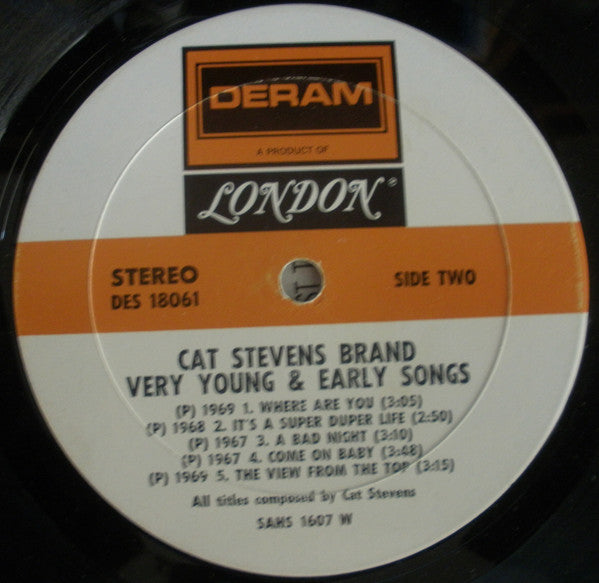 DERAM
A PRODUCT OF
LONDON®
STEREO
DES 18061
SIDE TWO
CAT STEVENS BRAND
VERY YOUNG & EARLY SONGS
(P) 1969 1. WHERE ARE YOU (3:05)
(P) 1968 2. IT'S A SUPER DUPER LIFE (2:50)
(P) 1967 3. A BAD NIGHT (3:10)
(P) 1967 4. COME ON BABY (3:48)
(P) 1969 5. THE VIEW FROM THE TOP (3:15)
All titles composed by Cat Stevens
SAHS 1607 W